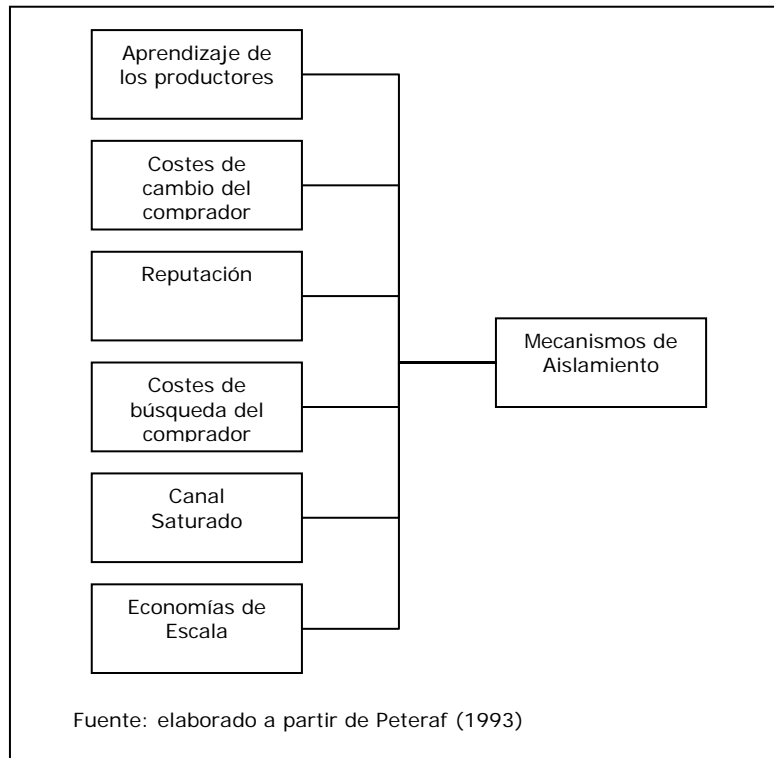 Aprendizaje de
los productores
Costes de
cambio del
comprador
Reputación
Costes de
búsqueda del
comprador
Canal
Saturado
Economías de
Escala
Mecanismos de
Aislamiento
Fuente: elaborado a partir de Peteraf (1993)